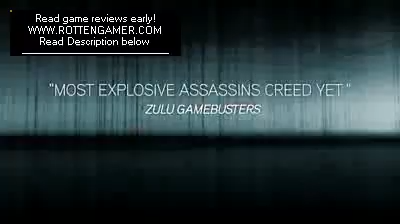 Read game reviews early!
WWW.ROTTENGAMER.COM
Read Description below
"MOST EXPLOSIVE ASSASSINS CREED YET "
ZULU GAMEBUSTERS